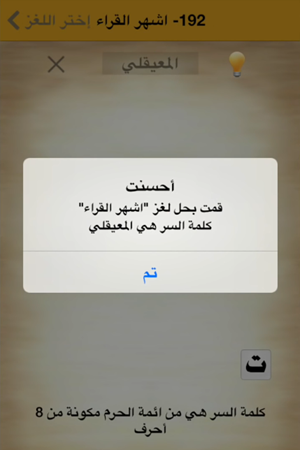 192- اشهر القراء
إختر اللغز
المعيقلي
أحسنت
قمت بحل لغز "اشهر القراء"
كلمة السر هي المعيقلي
تم
ت
كلمة السر هي من ائمة الحرم مكونة من 8
أحرف